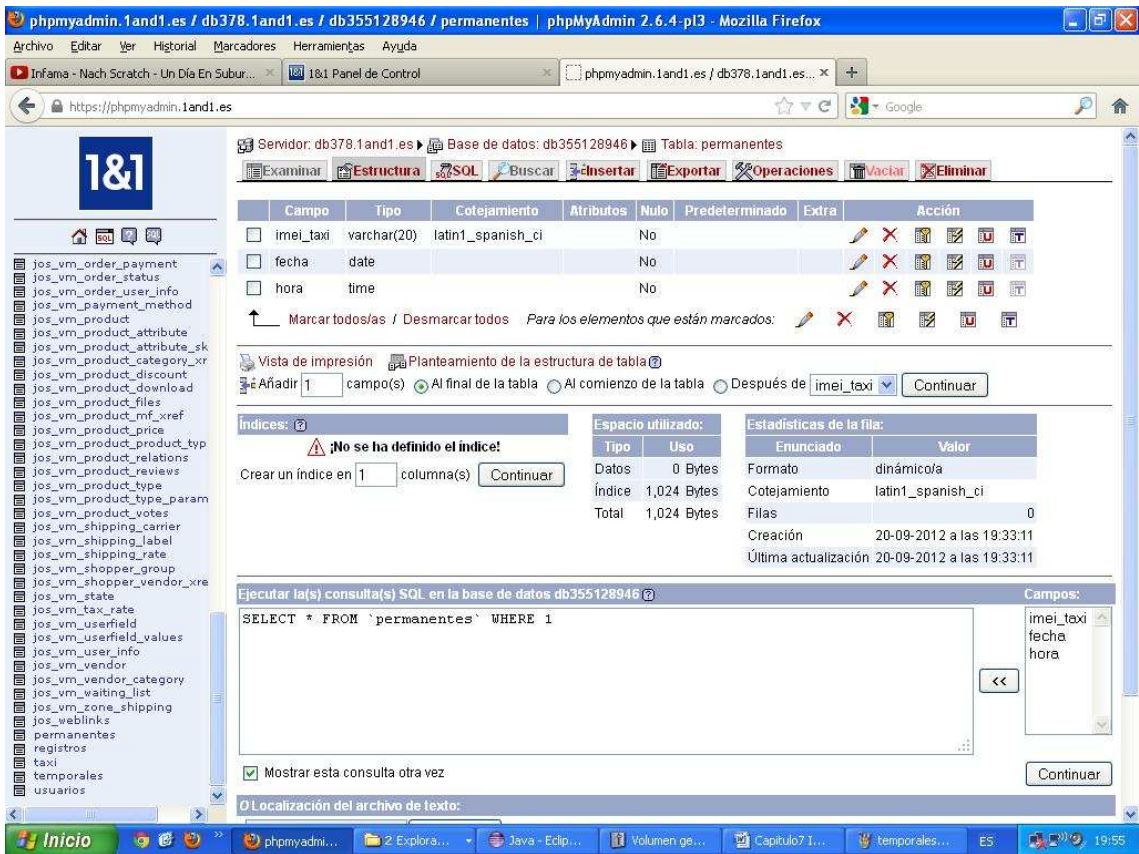 phpmyadmin.1and1.es / db378.1and1.es / db355128946 / permanentes | phpMyAdmin 2.6.4-pl3 - Mozilla Firefox
Archivo Editar Ver Historial Marcadores Herramientas Ayuda
Infama - Nach Scratch - Un Día En Subur... 1&1 Panel de Control phpmyadmin.1and1.es / db378.1and1.es...
https://phpmyadmin.1and1.es Google
1&1
SQL
jos_vm_order_payment
jos_vm_order_status
jos_vm_order_user_info
jos_vm_payment_method
jos_vm_product
jos_vm_product_attribute
jos_vm_product_attribute_sk
jos_vm_product_category_xr
jos_vm_product_discount
jos_vm_product_download
jos_vm_product_files
jos_vm_product_mf_xref
jos_vm_product_price
jos_vm_product_product_typ
jos_vm_product_relations
jos_vm_product_reviews
jos_vm_product_type
jos_vm_product_type_param
jos_vm_product_votes
jos_vm_shipping_carrier
jos_vm_shipping_label
jos_vm_shipping_rate
jos_vm_shopper_group
jos_vm_shopper_vendor_xre
jos_vm_state
jos_vm_tax_rate
jos_vm_userfield
jos_vm_userfield_values
jos_vm_user_info
jos_vm_vendor
jos_vm_vendor_category
jos_vm_waiting_list
jos_vm_zone_shipping
jos_weblinks
permanentes
registros
taxi
temporales
usuarios
Servidor: db378.1and1.es Base de datos: db355128946 Tabla: permanentes
Examinar Estructura SQL Buscar Insertar Exportar Operaciones Vaciar Eliminar
Campo Tipo Cotejamiento Atributos Nulo Predeterminado Extra Acción
imei_taxi varchar(20) latin1_spanish_ci No
fecha date No
hora time No
Marcar todos/as / Desmarcar todos Para los elementos que están marcados:
Vista de impresión Planteamiento de la estructura de tabla
Añadir 1 campo(s) Al final de la tabla Al comienzo de la tabla Después de imei_taxi Continuar
Índices:
¡No se ha definido el índice!
Crear un índice en 1 columna(s) Continuar
Espacio utilizado:
Tipo Uso
Datos 0 Bytes
Índice 1,024 Bytes
Total 1,024 Bytes
Estadísticas de la fila:
Enunciado Valor
Formato dinámico/a
Cotejamiento latin1_spanish_ci
Filas 0
Creación 20-09-2012 a las 19:33:11
Última actualización 20-09-2012 a las 19:33:11
Ejecutar la(s) consulta(s) SQL en la base de datos db355128946
SELECT * FROM `permanentes` WHERE 1
Campos:
imei_taxi
fecha
hora
<<
Mostrar esta consulta otra vez
Continuar
O Localización del archivo de texto:
Inicio phpmyadmi... 2 Explora... Java - Eclip... Volumen ge... Capitulo7 I... temporales... ES 19:55